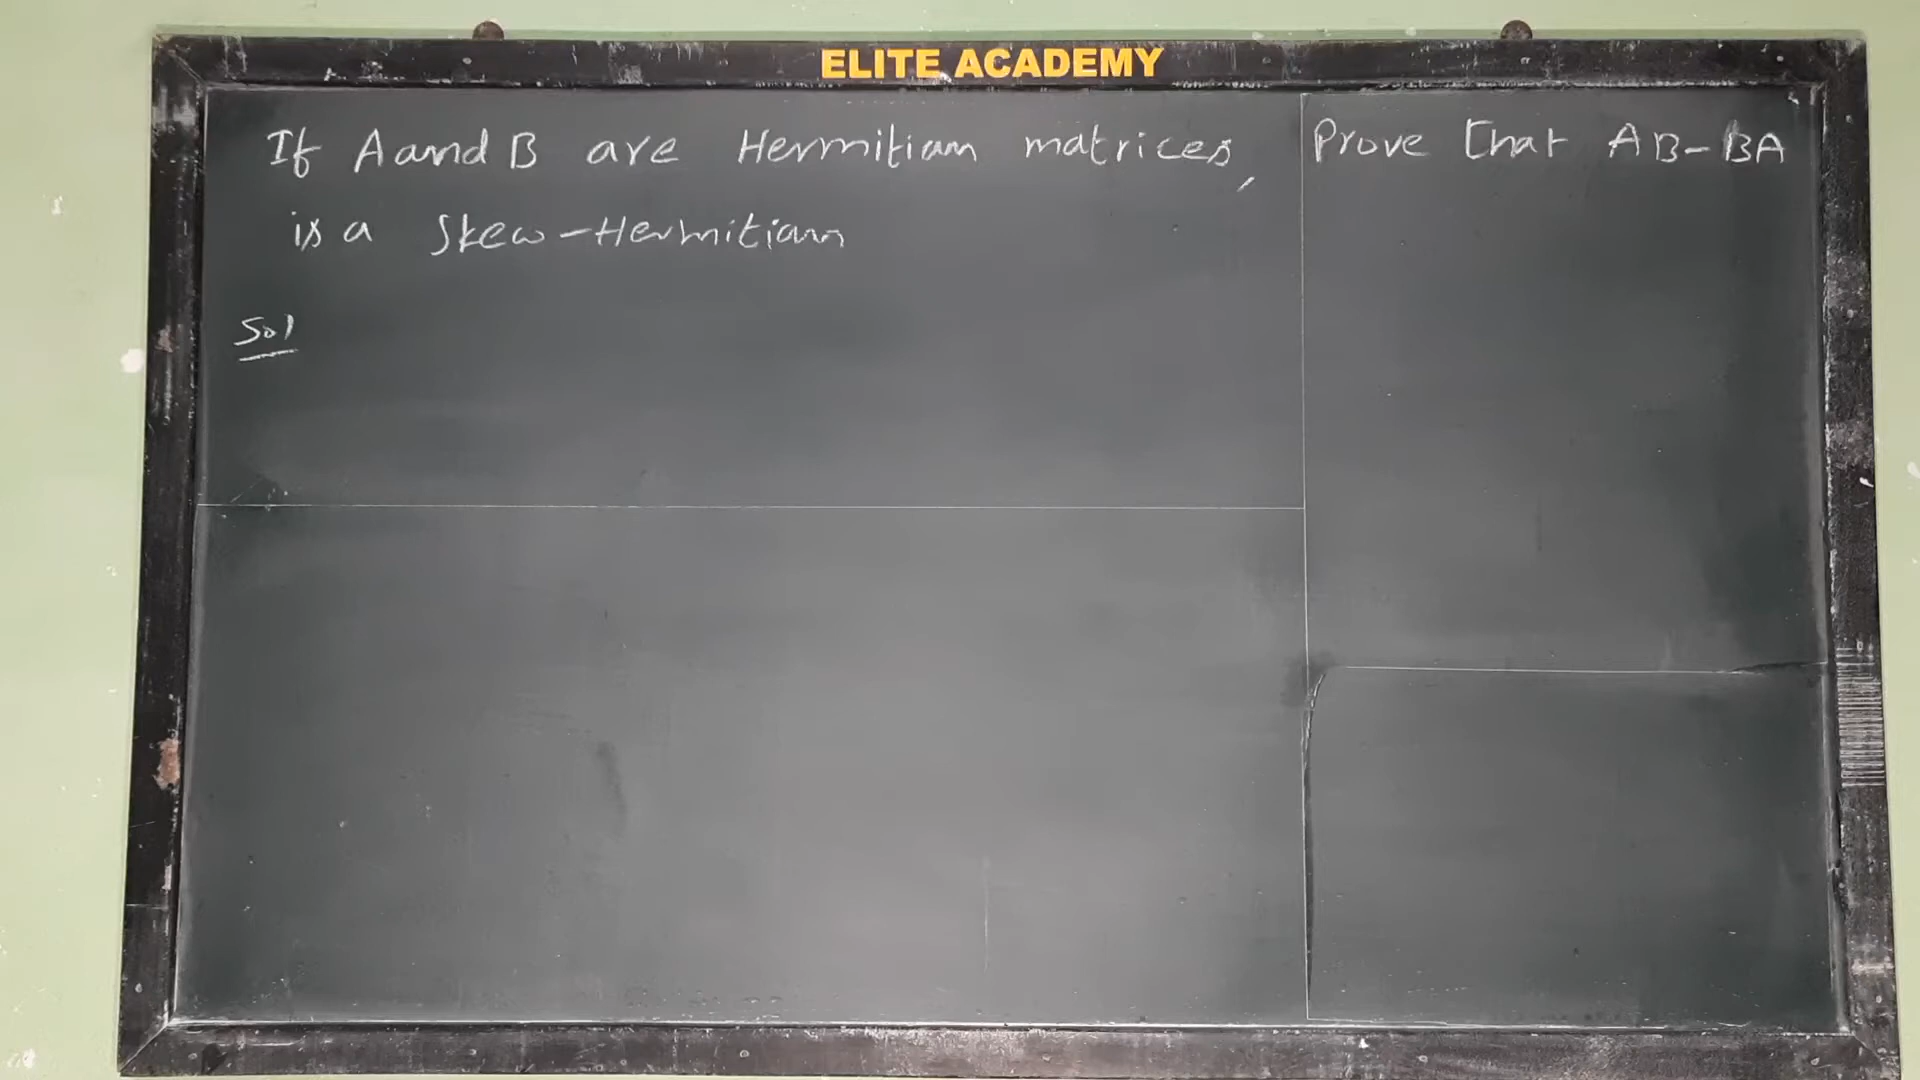 ELITE ACADEMY
If A and B are Hermitian matrices, Prove that AB-BA
is a Skew-Hermitian
Sol